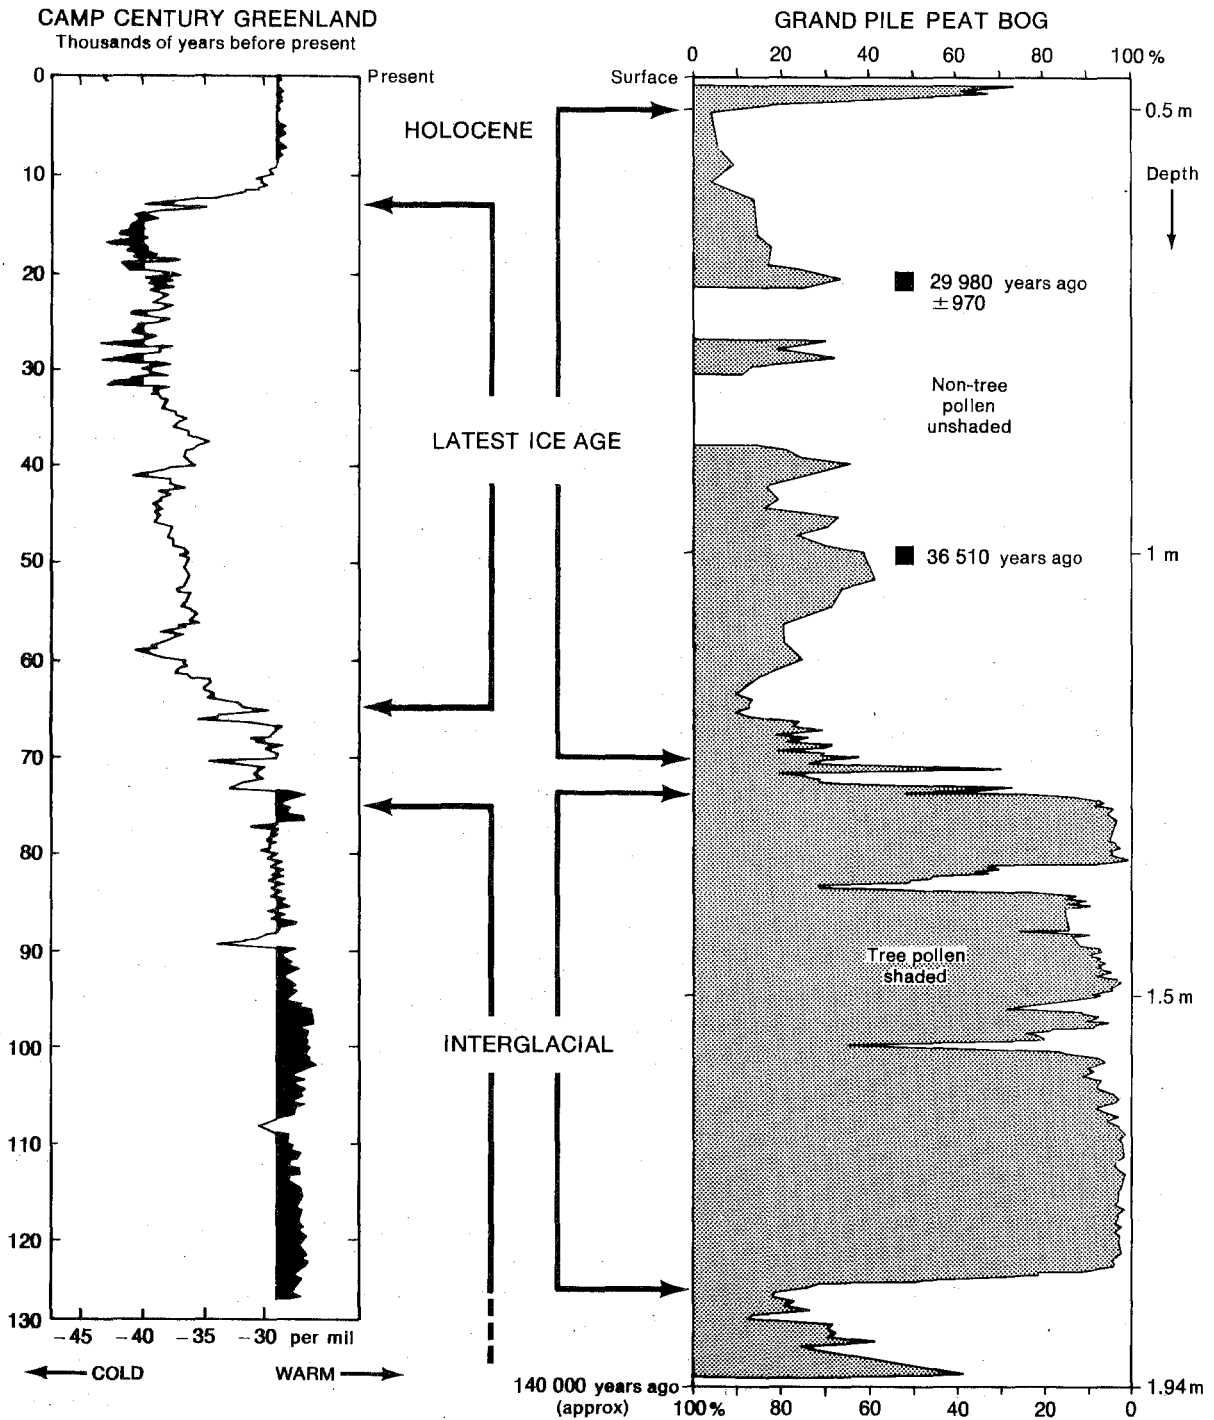 CAMP CENTURY GREENLAND
Thousands of years before present
0
10
20
30
40
50
60
70
80
90
100
110
120
130
-45 -40 -35 -30 per mil
COLD WARM
Present
HOLOCENE
LATEST ICE AGE
INTERGLACIAL
GRAND PILE PEAT BOG
0 20 40 60 80 100 %
Surface
0.5 m
Depth
29 980 years ago
±970
Non-tree
pollen
unshaded
36 510 years ago
1 m
Tree pollen
shaded
1.5 m
140 000 years ago
(approx)
1.94 m
100% 80 60 40 20 0